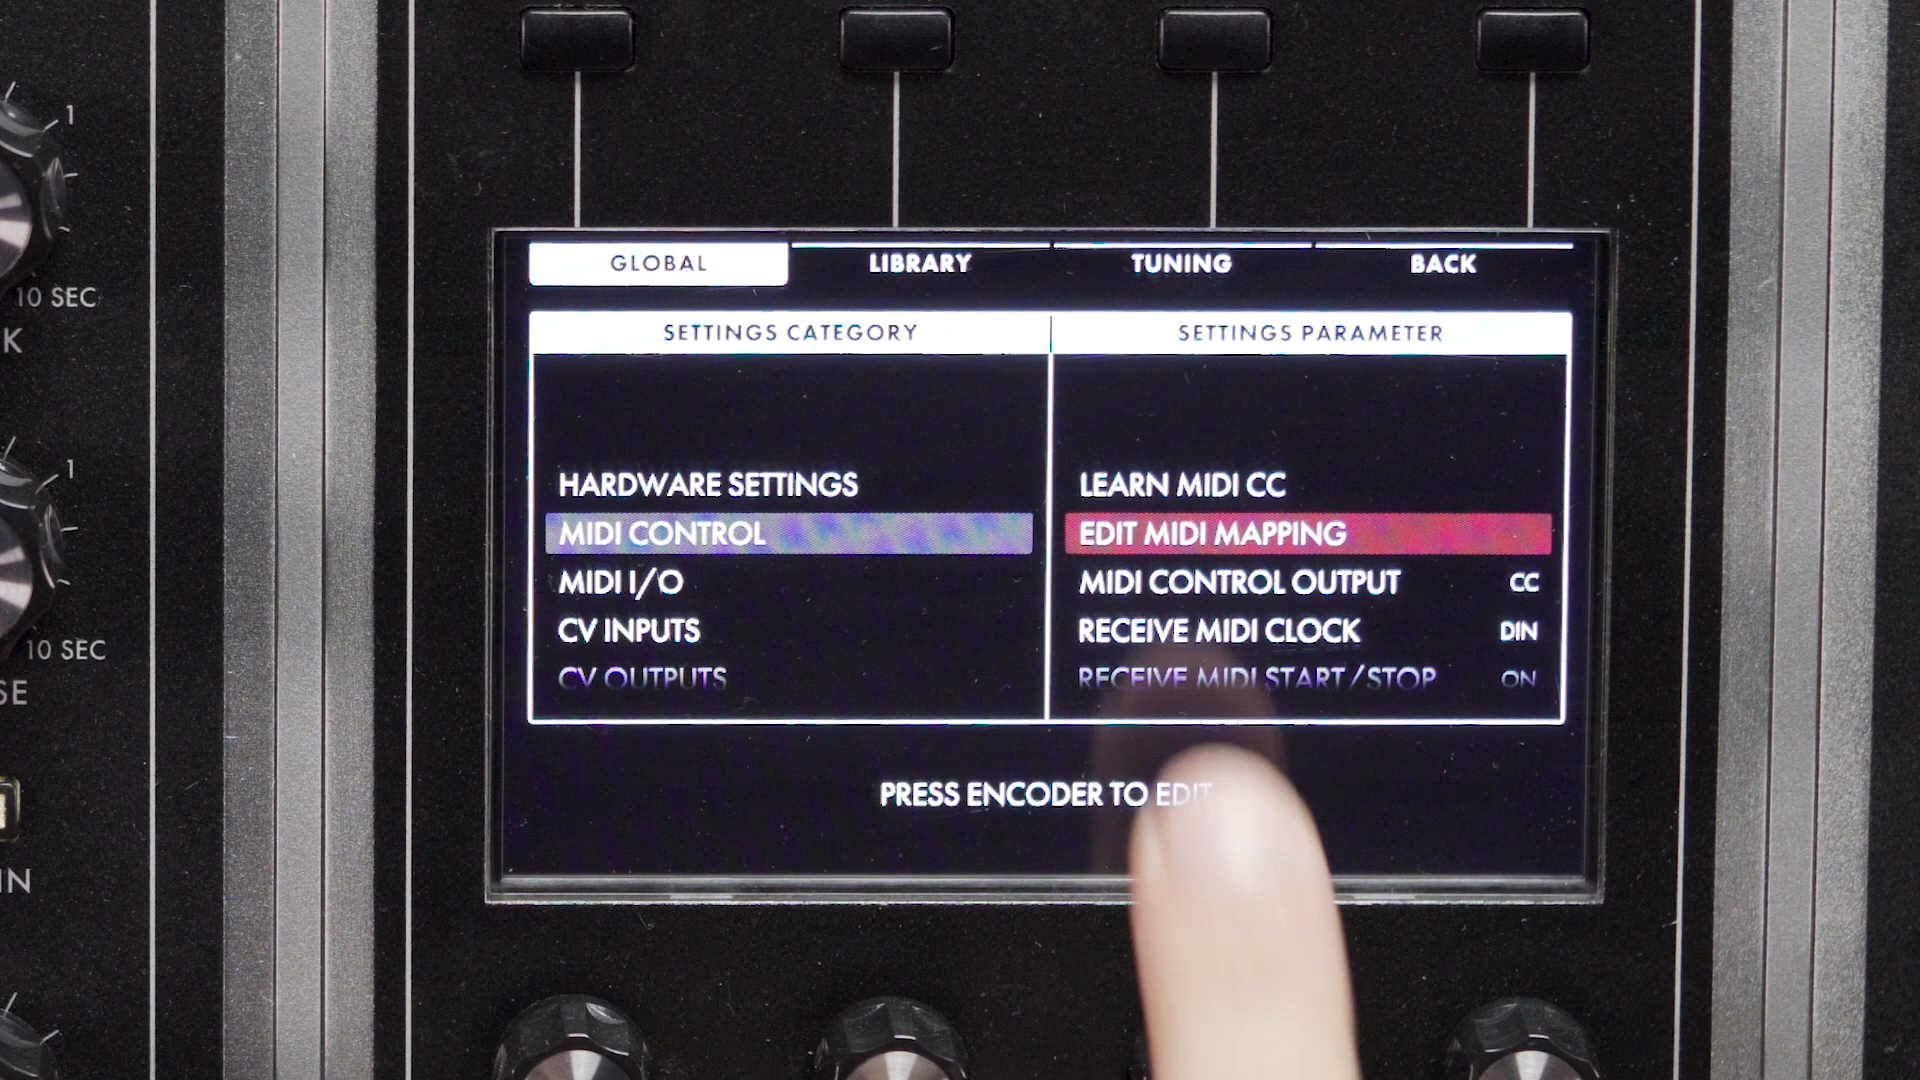 1
10 SEC
K
1
10 SEC
SE
IN
GLOBAL LIBRARY TUNING BACK
SETTINGS CATEGORY SETTINGS PARAMETER
HARDWARE SETTINGS LEARN MIDI CC
MIDI CONTROL EDIT MIDI MAPPING
MIDI I/O MIDI CONTROL OUTPUT CC
CV INPUTS RECEIVE MIDI CLOCK DIN
CV OUTPUTS RECEIVE MIDI START/STOP ON
PRESS ENCODER TO EDIT